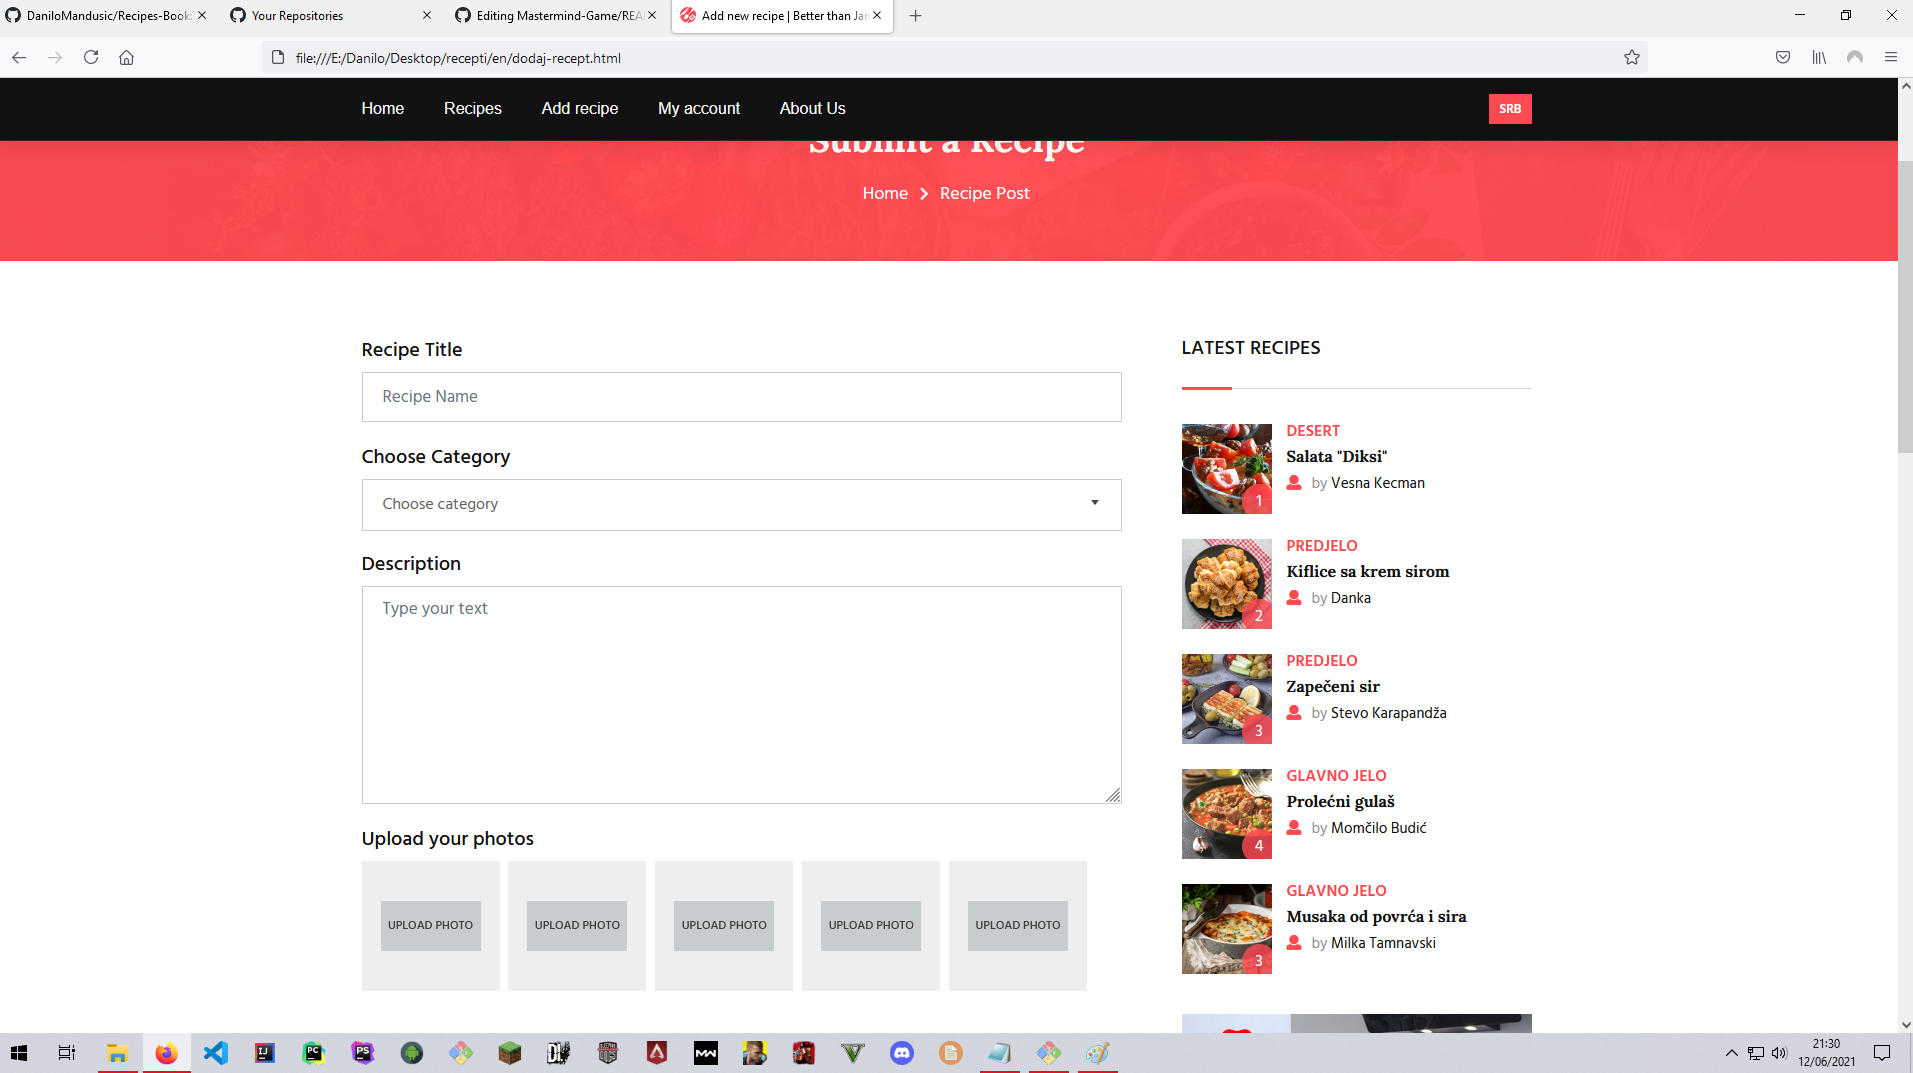 DaniloMandusic/Recipes-Book
Your Repositories
Editing Mastermind-Game/REA
Add new recipe | Better than Jam
file:///E:/Danilo/Desktop/recepti/en/dodaj-recept.html
Home
Recipes
Add recipe
My account
About Us
SRB
Submit a Recipe
Home
Recipe Post
Recipe Title
Recipe Name
Choose Category
Choose category
Description
Type your text
Upload your photos
UPLOAD PHOTO
UPLOAD PHOTO
UPLOAD PHOTO
UPLOAD PHOTO
UPLOAD PHOTO
LATEST RECIPES
1
DESERT
Salata "Diksi"
by Vesna Kecman
2
PREDJELO
Kiflice sa krem sirom
by Danka
3
PREDJELO
Zapečeni sir
by Stevo Karapandža
4
GLAVNO JELO
Prolećni gulaš
by Momčilo Budić
3
GLAVNO JELO
Musaka od povrća i sira
by Milka Tamnavski
IJ
PC
PS
21:30
12/06/2021